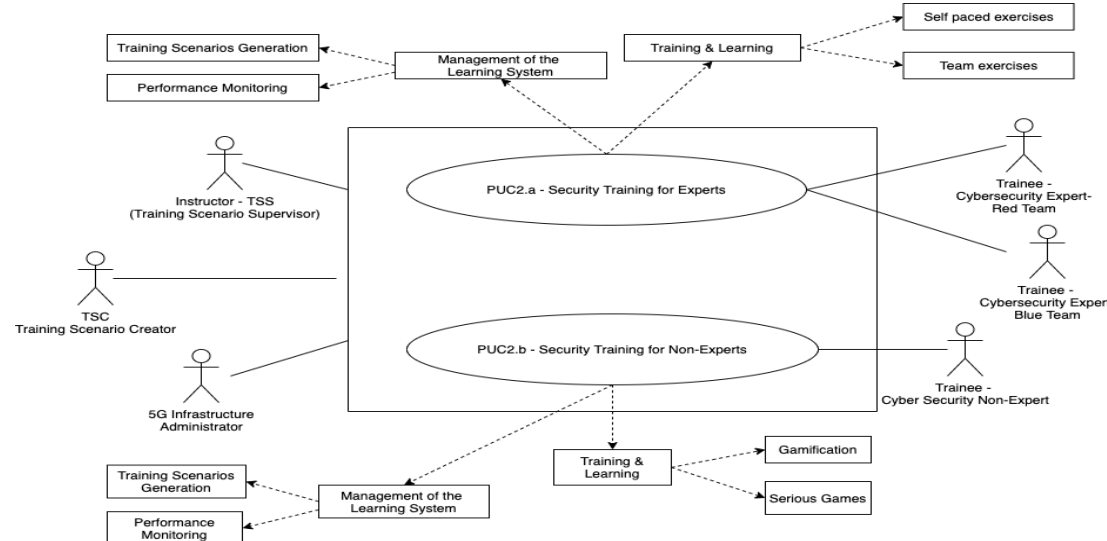 Self paced exercises
Training Scenarios Generation
Training & Learning
Management of the
Learning System
Team exercises
Performance Monitoring
PUC2.a - Security Training for Experts
Instructor - TSS
(Training Scenario Supervisor)
Trainee -
Cybersecurity Expert-
Red Team
TSC
Training Scenario Creator
Trainee -
Cybersecurity Exper
Blue Team
PUC2.b - Security Training for Non-Experts
Trainee -
Cyber Security Non-Expert
5G Infrastructure
Administrator
Training &
Learning
Gamification
Training Scenarios
Generation
Management of the
Learning System
Serious Games
Performance
Monitoring